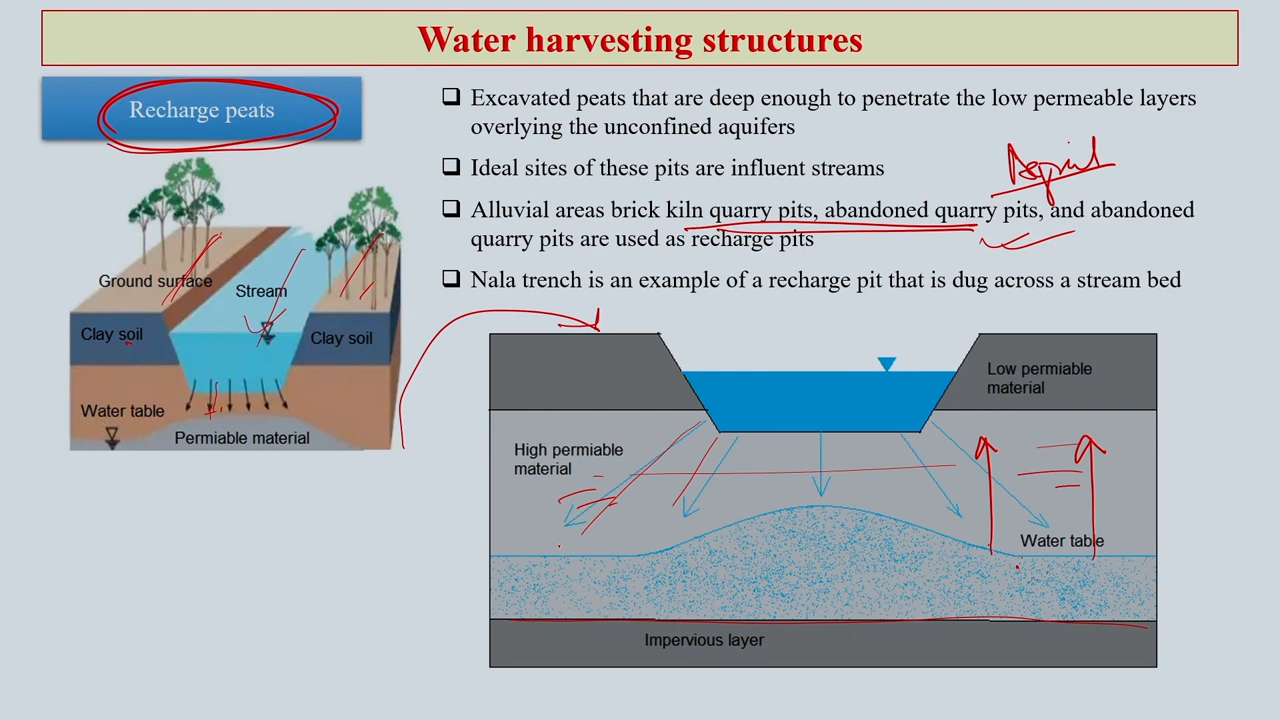 Water harvesting structures
Recharge peats
Excavated peats that are deep enough to penetrate the low permeable layers
overlying the unconfined aquifers
Ideal sites of these pits are influent streams
Alluvial areas brick kiln quarry pits, abandoned quarry pits, and abandoned
quarry pits are used as recharge pits
Nala trench is an example of a recharge pit that is dug across a stream bed
Ground surface
Stream
Clay soil
Clay soil
Water table
Permiable material
Low permiable
material
High permiable
material
Water table
Impervious layer